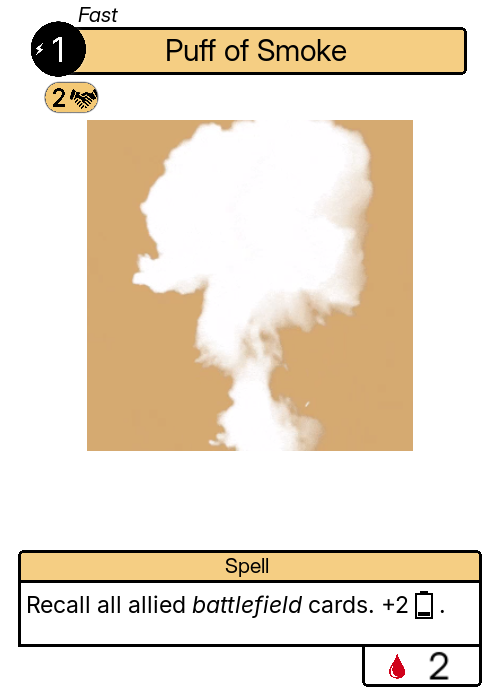 Fast
1 Puff of Smoke
2
Spell
Recall all allied battlefield cards. +2 .
2